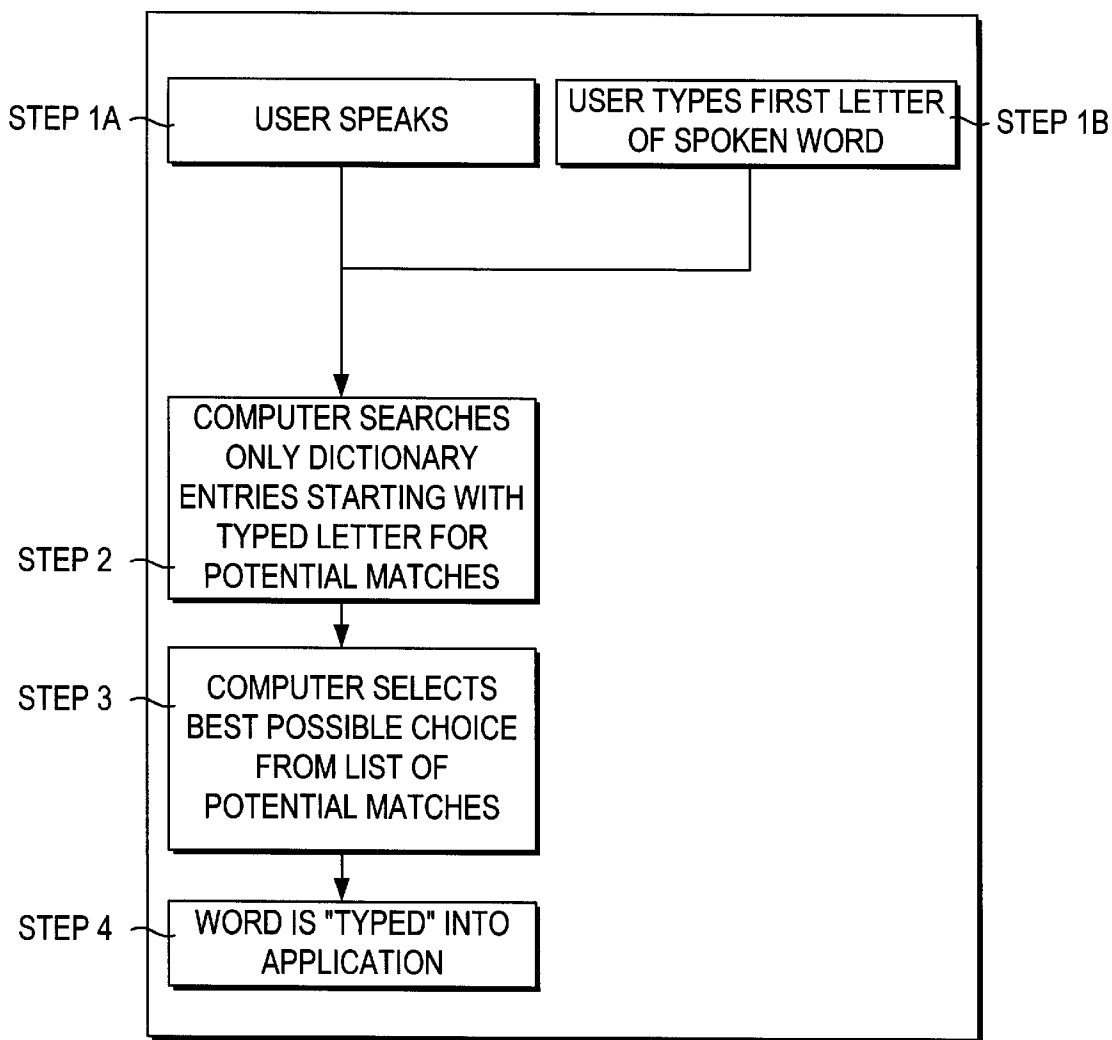 STEP 1A
USER SPEAKS
USER TYPES FIRST LETTER
OF SPOKEN WORD
STEP 1B
COMPUTER SEARCHES
ONLY DICTIONARY
ENTRIES STARTING WITH
TYPED LETTER FOR
POTENTIAL MATCHES
STEP 2
COMPUTER SELECTS
BEST POSSIBLE CHOICE
FROM LIST OF
POTENTIAL MATCHES
STEP 3
WORD IS "TYPED" INTO
APPLICATION
STEP 4